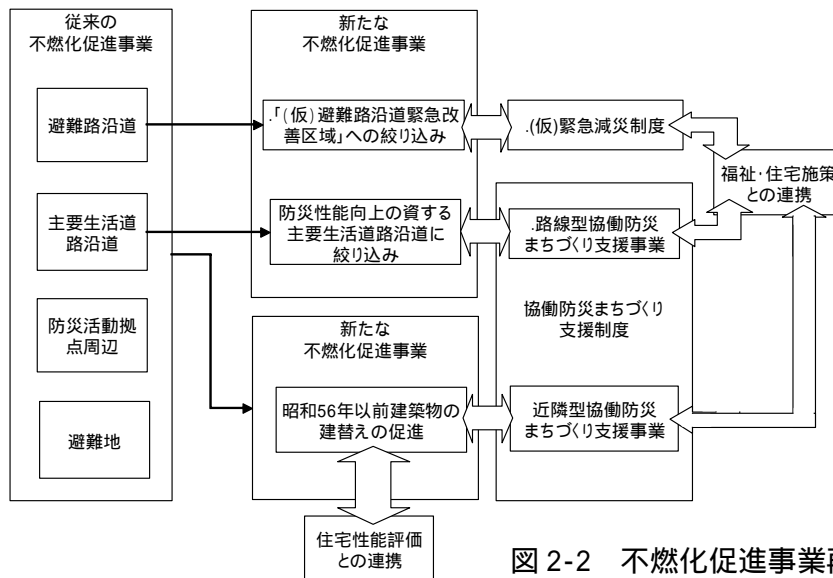 従来の
不燃化促進事業
避難路沿道
主要生活道
路沿道
防災活動拠
点周辺
避難地
新たな
不燃化促進事業
.「(仮)避難路沿道緊急改
善区域」への絞り込み
防災性能向上の資する
主要生活道路沿道に
絞り込み
新たな
不燃化促進事業
昭和56年以前建築物の
建替えの促進
住宅性能評価
との連携
.(仮)緊急減災制度
.路線型協働防災
まちづくり支援事業
協働防災まちづくり
支援制度
近隣型協働防災
まちづくり支援事業
福祉・住宅施策
との連携
図 2-2 不燃化促進事業